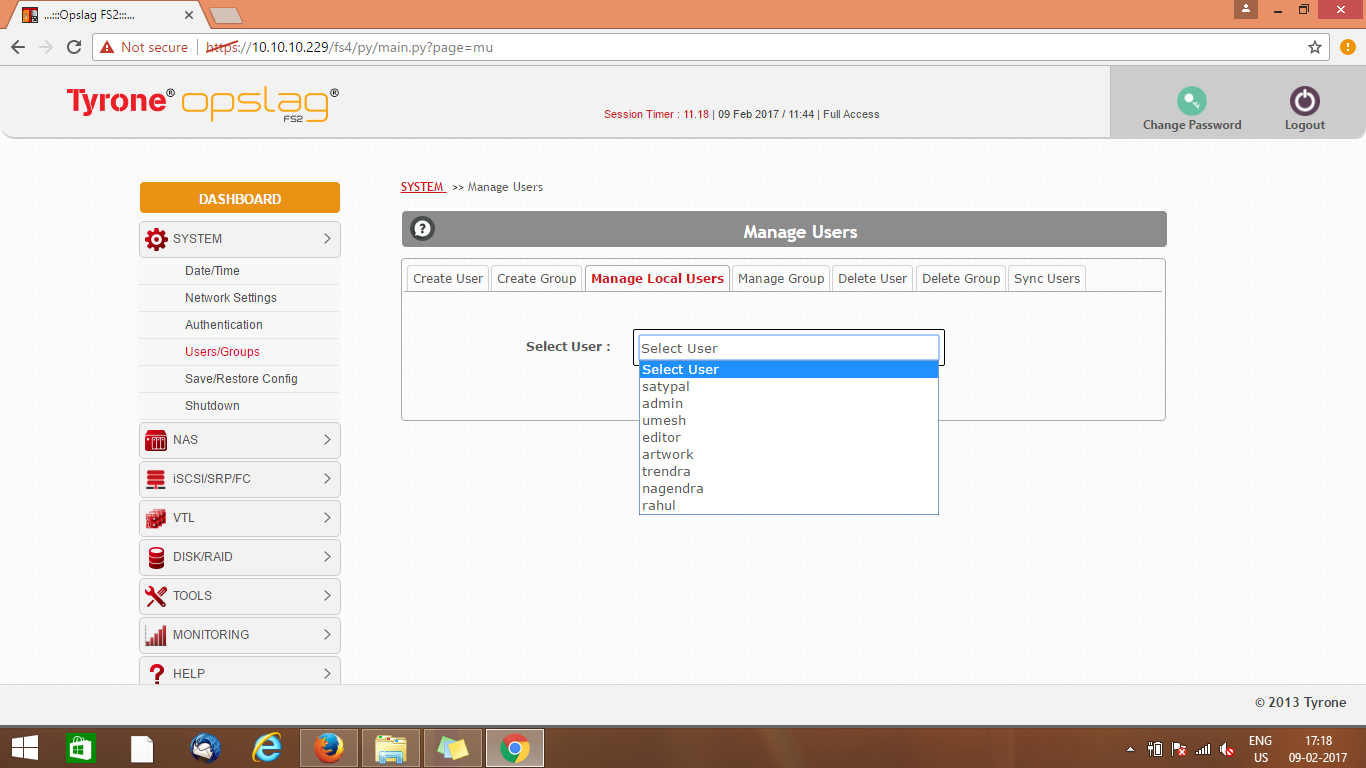 ...:::Opslag FS2:::...
Not secure https://10.10.10.229/fs4/py/main.py?page=mu
Tyrone® opslag® FS2
Session Timer : 11.18 | 09 Feb 2017 / 11:44 | Full Access
Change Password
Logout
DASHBOARD
SYSTEM
Date/Time
Network Settings
Authentication
Users/Groups
Save/Restore Config
Shutdown
NAS
iSCSI/SRP/FC
VTL
DISK/RAID
TOOLS
MONITORING
HELP
SYSTEM >> Manage Users
Manage Users
Create User Create Group Manage Local Users Manage Group Delete User Delete Group Sync Users
Select User : Select User
Select User
satypal
admin
umesh
editor
artwork
trendra
nagendra
rahul
© 2013 Tyrone
ENG 17:18
US 09-02-2017